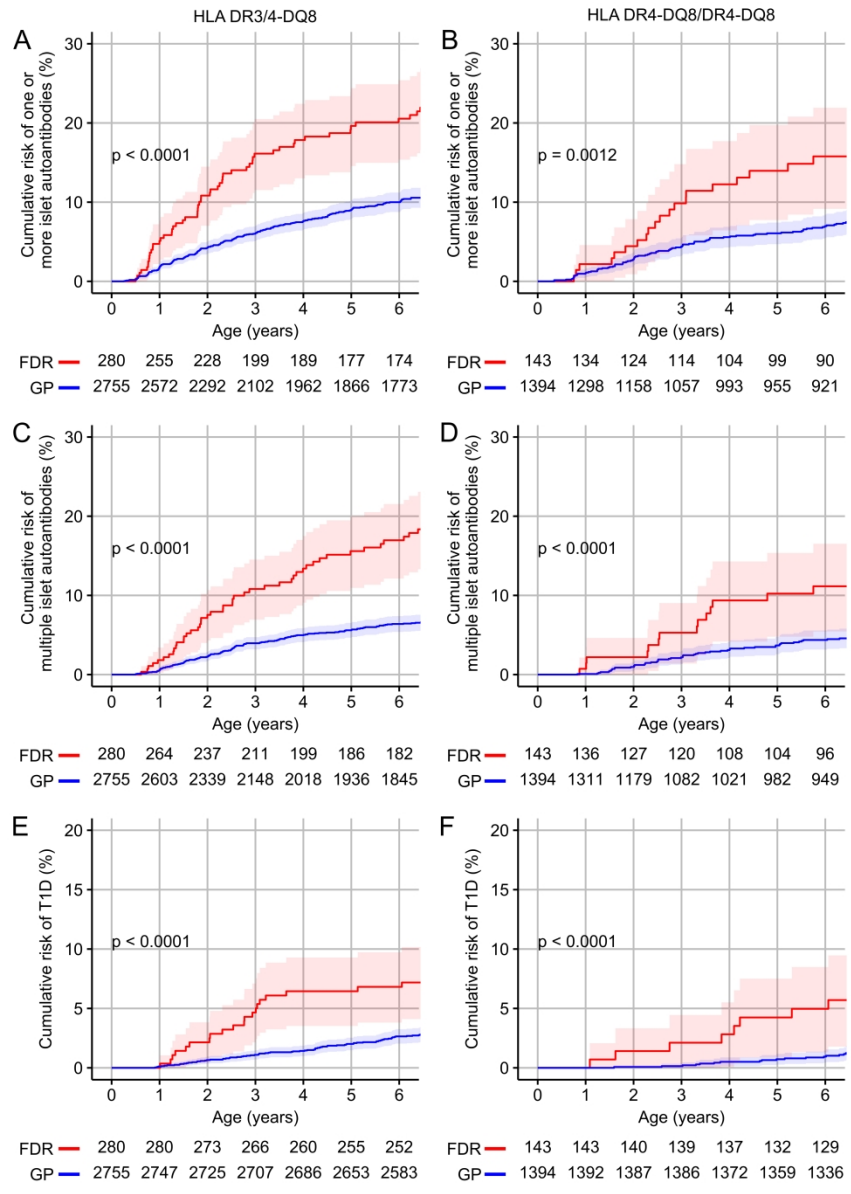 HLA DR3/4-DQ8
HLA DR4-DQ8/DR4-DQ8
A
Cumulative risk of one or
more islet autoantibodies (%)
30
20
10
0
p < 0.0001
0 1 2 3 4 5 6
Age (years)
FDR 280 255 228 199 189 177 174
GP 2755 2572 2292 2102 1962 1866 1773
B
Cumulative risk of one or
more islet autoantibodies (%)
30
20
10
0
p = 0.0012
0 1 2 3 4 5 6
Age (years)
FDR 143 134 124 114 104 99 90
GP 1394 1298 1158 1057 993 955 921
C
Cumulative risk of
multiple islet autoantibodies (%)
30
20
10
0
p < 0.0001
0 1 2 3 4 5 6
Age (years)
FDR 280 264 237 211 199 186 182
GP 2755 2603 2339 2148 2018 1936 1845
D
Cumulative risk of
multiple islet autoantibodies (%)
30
20
10
0
p < 0.0001
0 1 2 3 4 5 6
Age (years)
FDR 143 136 127 120 108 104 96
GP 1394 1311 1179 1082 1021 982 949
E
Cumulative risk of T1D (%)
20
15
10
5
0
p < 0.0001
0 1 2 3 4 5 6
Age (years)
FDR 280 280 273 266 260 255 252
GP 2755 2747 2725 2707 2686 2653 2583
F
Cumulative risk of T1D (%)
20
15
10
5
0
p < 0.0001
0 1 2 3 4 5 6
Age (years)
FDR 143 143 140 139 137 132 129
GP 1394 1392 1387 1386 1372 1359 1336